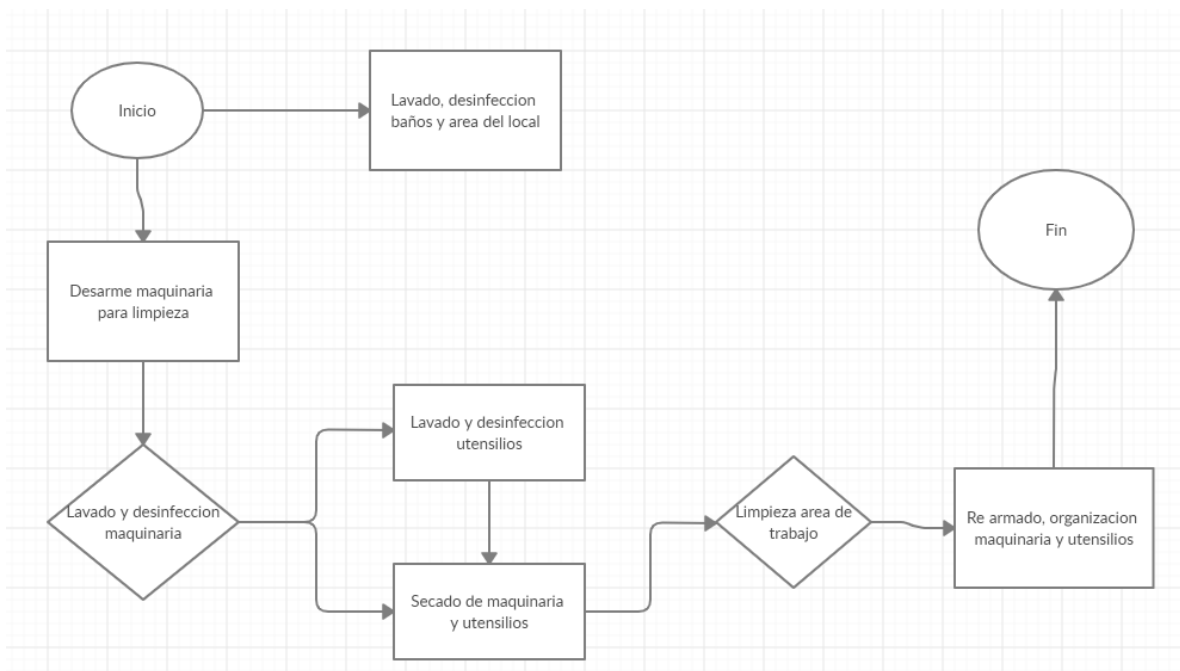 Inicio
Lavado, desinfeccion
baños y area del local
Desarme maquinaria
para limpieza
Lavado y desinfeccion
maquinaria
Lavado y desinfeccion
utensilios
Secado de maquinaria
y utensilios
Limpieza area de
trabajo
Re armado, organizacion
maquinaria y utensilios
Fin